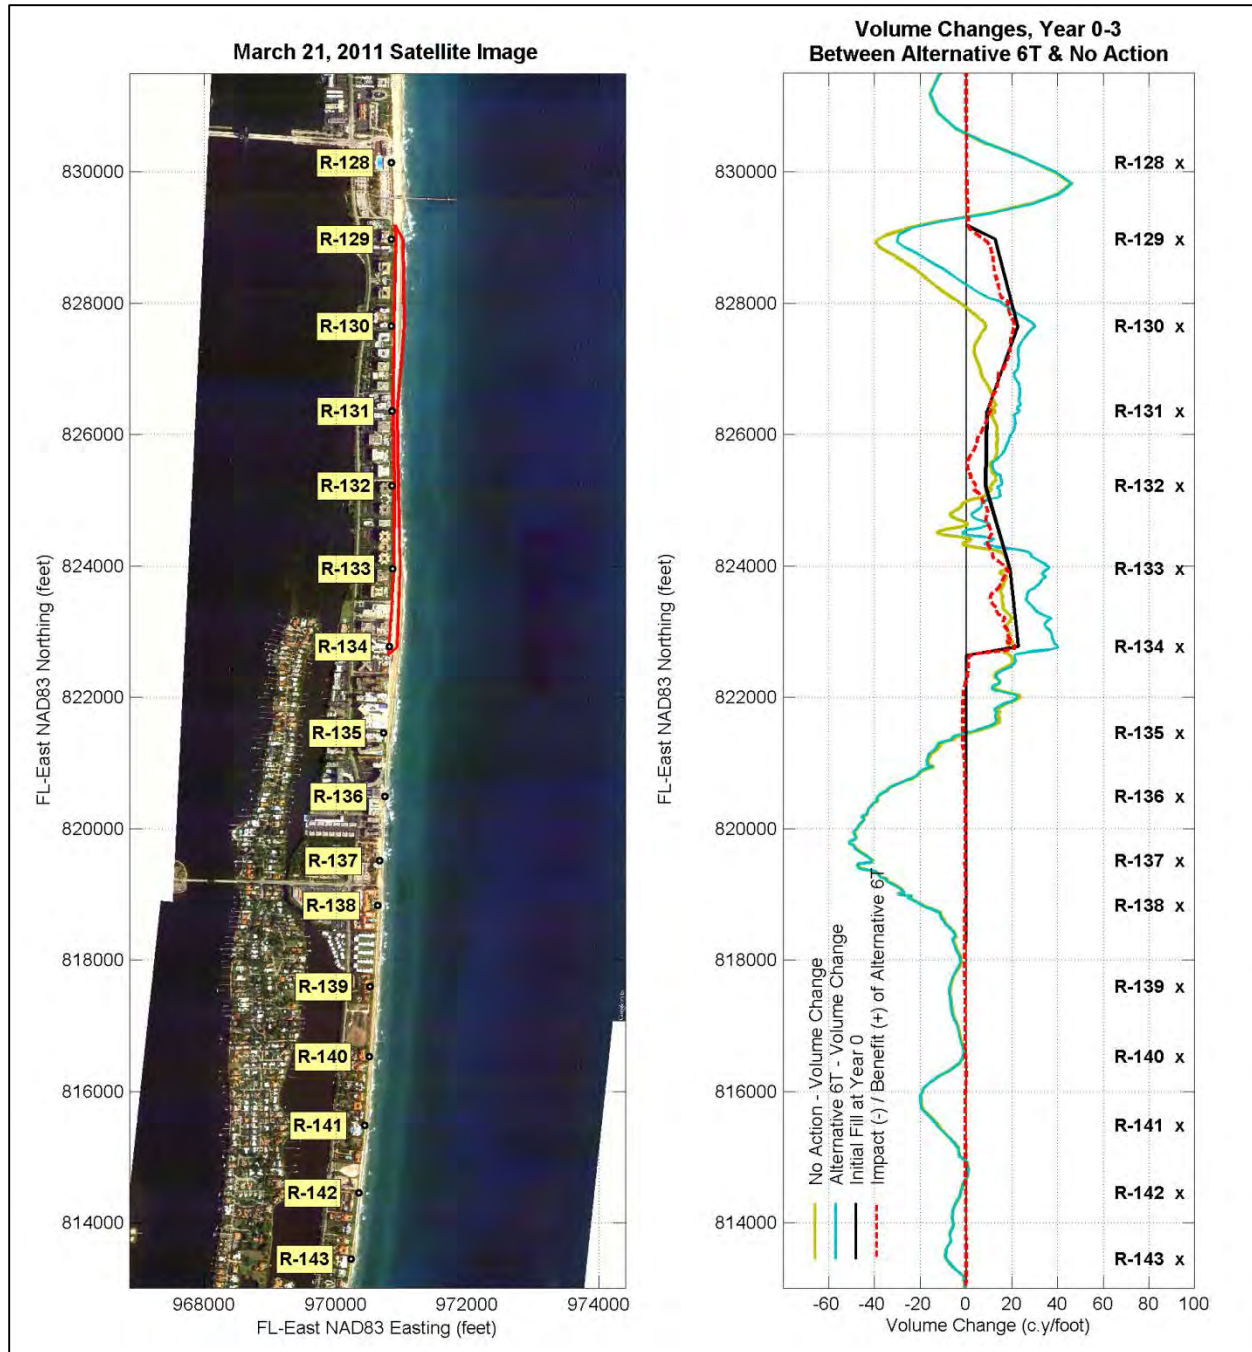 March 21, 2011 Satellite Image
FL-East NAD83 Northing (feet)
830000
828000
826000
824000
822000
820000
818000
816000
814000
R-128
R-129
R-130
R-131
R-132
R-133
R-134
R-135
R-136
R-137
R-138
R-139
R-140
R-141
R-142
R-143
968000 970000 972000 974000
FL-East NAD83 Easting (feet)
Volume Changes, Year 0-3
Between Alternative 6T & No Action
FL-East NAD83 Northing (feet)
830000
828000
826000
824000
822000
820000
818000
816000
814000
R-128 x
R-129 x
R-130 x
R-131 x
R-132 x
R-133 x
R-134 x
R-135 x
R-136 x
R-137 x
R-138 x
R-139 x
R-140 x
R-141 x
R-142 x
R-143 x
No Action - Volume Change
Alternative 6T - Volume Change
Initial Fill at Year 0
Impact (-) / Benefit (+) of Alternative 6T
-60 -40 -20 0 20 40 60 80 100
Volume Change (c.y/foot)